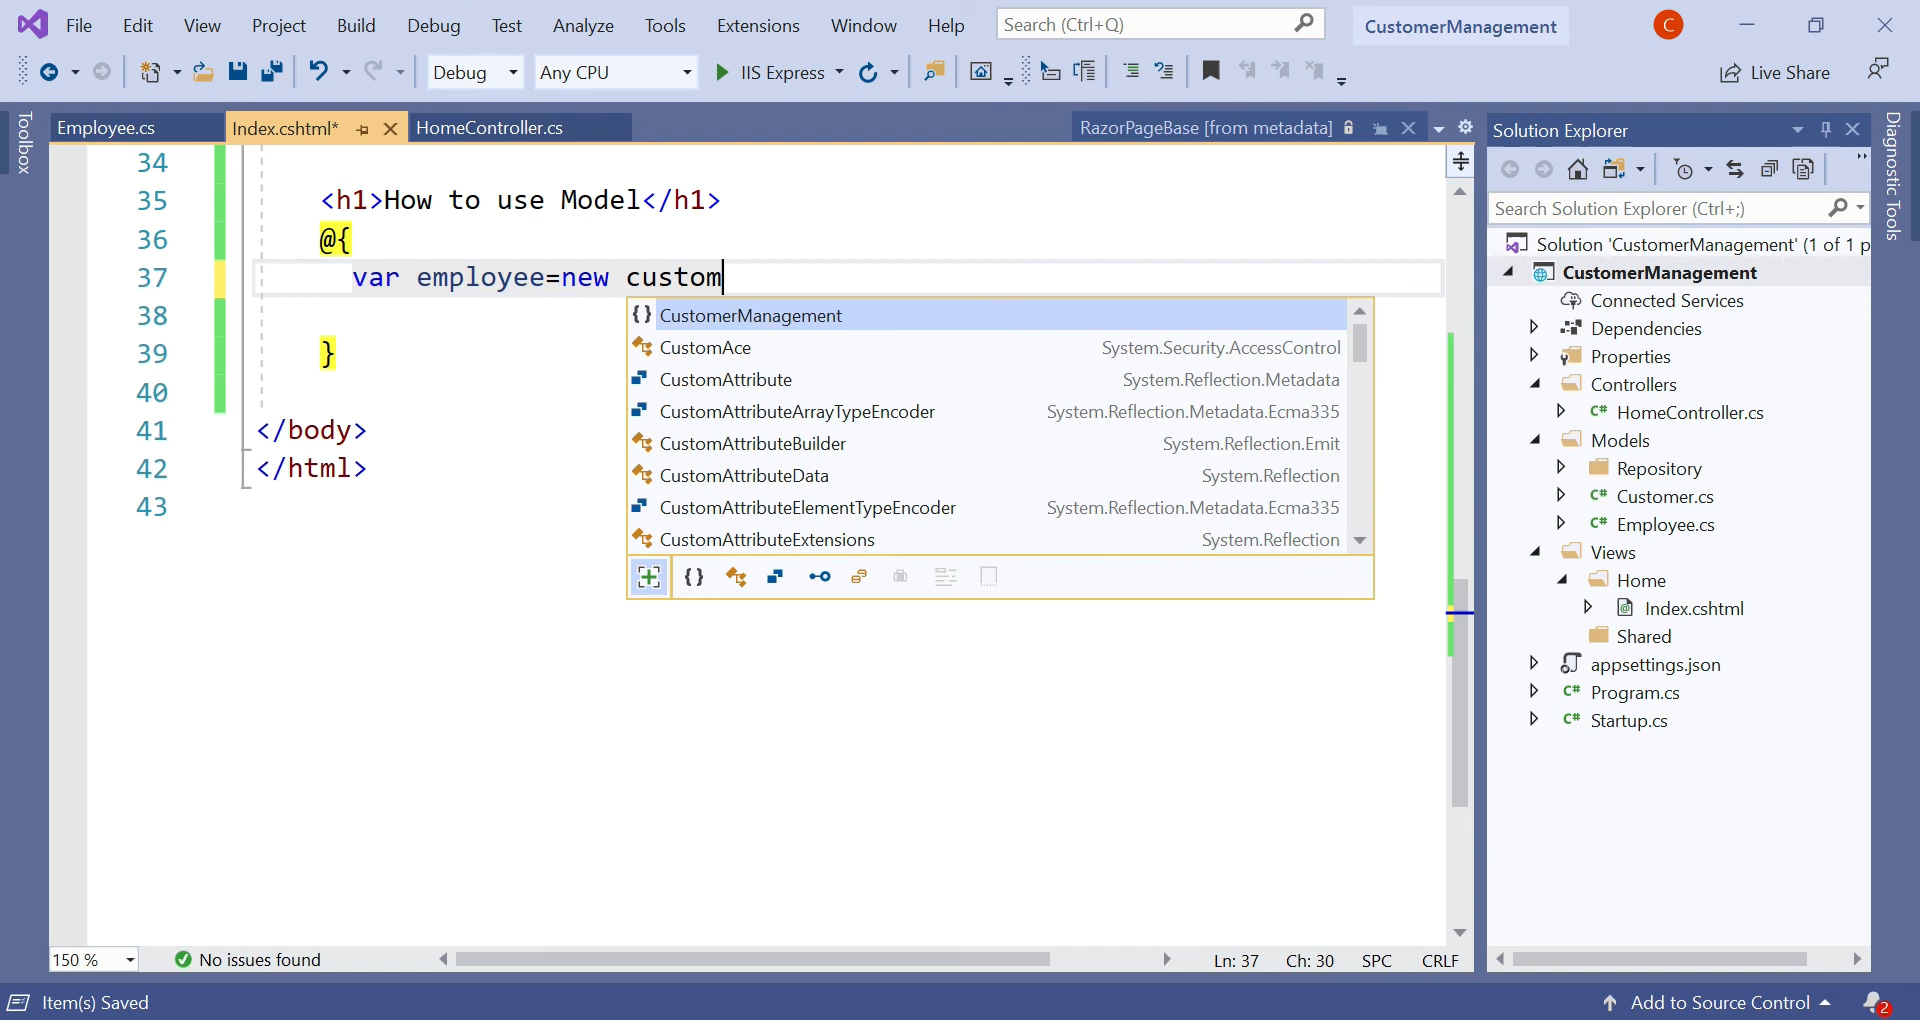 File Edit View Project Build Debug Test Analyze Tools Extensions Window Help Search (Ctrl+Q) CustomerManagement C
Debug Any CPU IIS Express Live Share
Toolbox
Employee.cs Index.cshtml* HomeController.cs RazorPageBase [from metadata]
34
35 <h1>How to use Model</h1>
36 @{
37 var employee=new custom
38
39 }
40
41 </body>
42 </html>
43
{} CustomerManagement
CustomAce System.Security.AccessControl
CustomAttribute System.Reflection.Metadata
CustomAttributeArrayTypeEncoder System.Reflection.Metadata.Ecma335
CustomAttributeBuilder System.Reflection.Emit
CustomAttributeData System.Reflection
CustomAttributeElementTypeEncoder System.Reflection.Metadata.Ecma335
CustomAttributeExtensions System.Reflection
{}
150 % No issues found Ln: 37 Ch: 30 SPC CRLF
Solution Explorer
Search Solution Explorer (Ctrl+;)
Solution 'CustomerManagement' (1 of 1 p
CustomerManagement
Connected Services
Dependencies
Properties
Controllers
C# HomeController.cs
Models
Repository
C# Customer.cs
C# Employee.cs
Views
Home
Index.cshtml
Shared
appsettings.json
C# Program.cs
C# Startup.cs
Diagnostic Tools
Item(s) Saved Add to Source Control 2